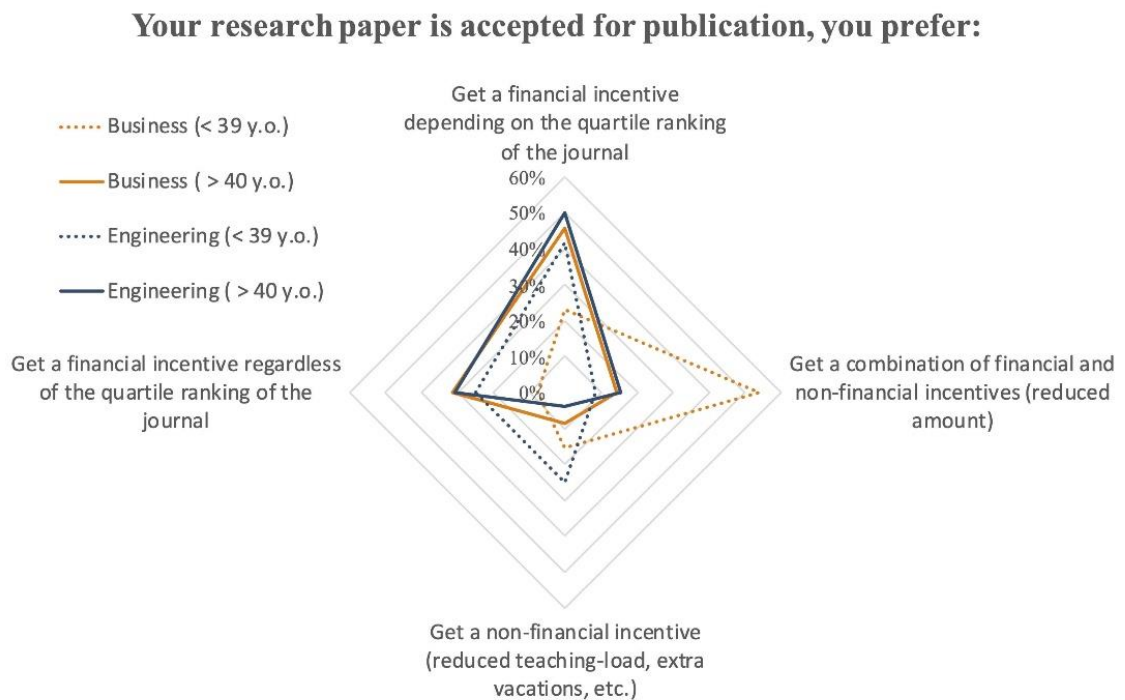 Your research paper is accepted for publication, you prefer:
Business (< 39 y.o.)
Business ( > 40 y.o.)
Engineering (< 39 y.o.)
Engineering ( > 40 y.o.)
Get a financial incentive
depending on the quartile ranking
of the journal
60%
50%
40%
30%
20%
10%
0%
Get a financial incentive regardless
of the quartile ranking of the
journal
Get a combination of financial and
non-financial incentives (reduced
amount)
Get a non-financial incentive
(reduced teaching-load, extra
vacations, etc.)